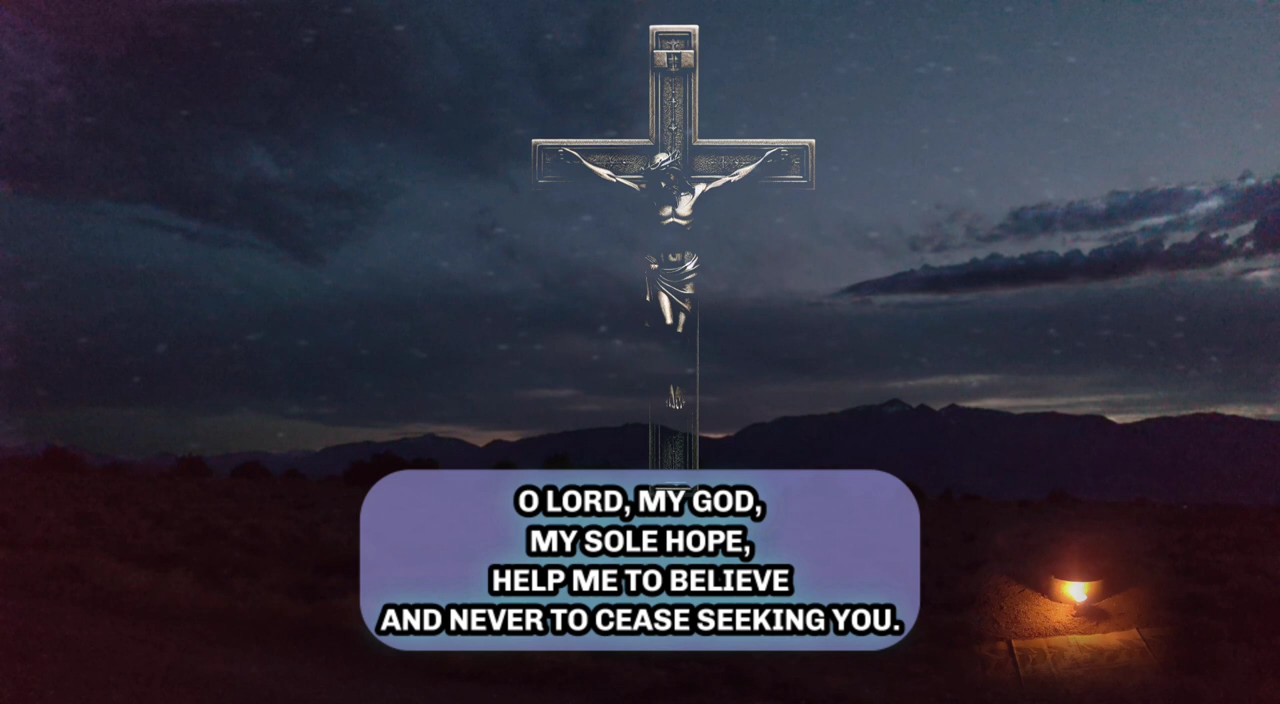 O LORD, MY GOD,
MY SOLE HOPE,
HELP ME TO BELIEVE
AND NEVER TO CEASE SEEKING YOU.